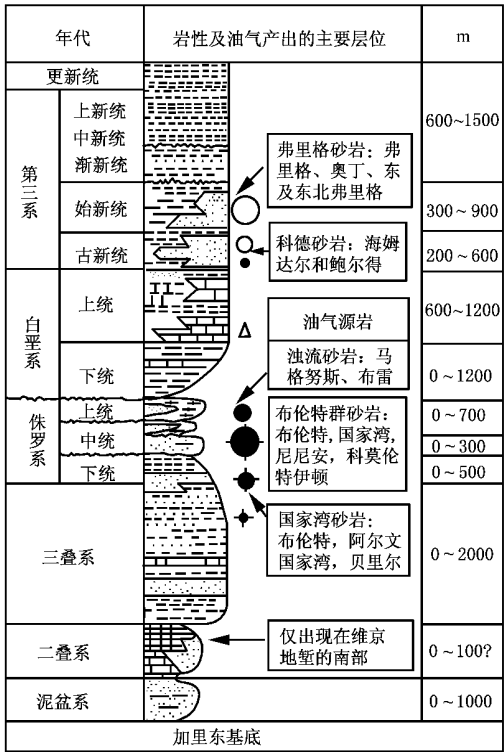 年代
岩性及油气产出的主要层位
m
更新统
第三系
上新统
中新统
渐新统
600~1500
弗里格砂岩：弗
里格、奥丁、东
及东北弗里格
始新统
300~900
古新统
科德砂岩：海姆
达尔和鲍尔得
200~600
白垩系
上统
油气源岩
600~1200
下统
浊流砂岩：马
格努斯、布雷
0~1200
侏罗系
上统
0~700
中统
布伦特群砂岩：
布伦特,国家湾,
尼尼安，科莫伦
特伊顿
0~300
下统
0~500
三叠系
国家湾砂岩：
布伦特，阿尔文
国家湾，贝里尔
0~2000
二叠系
仅出现在维京
地堑的南部
0~100?
泥盆系
0~1000
加里东基底